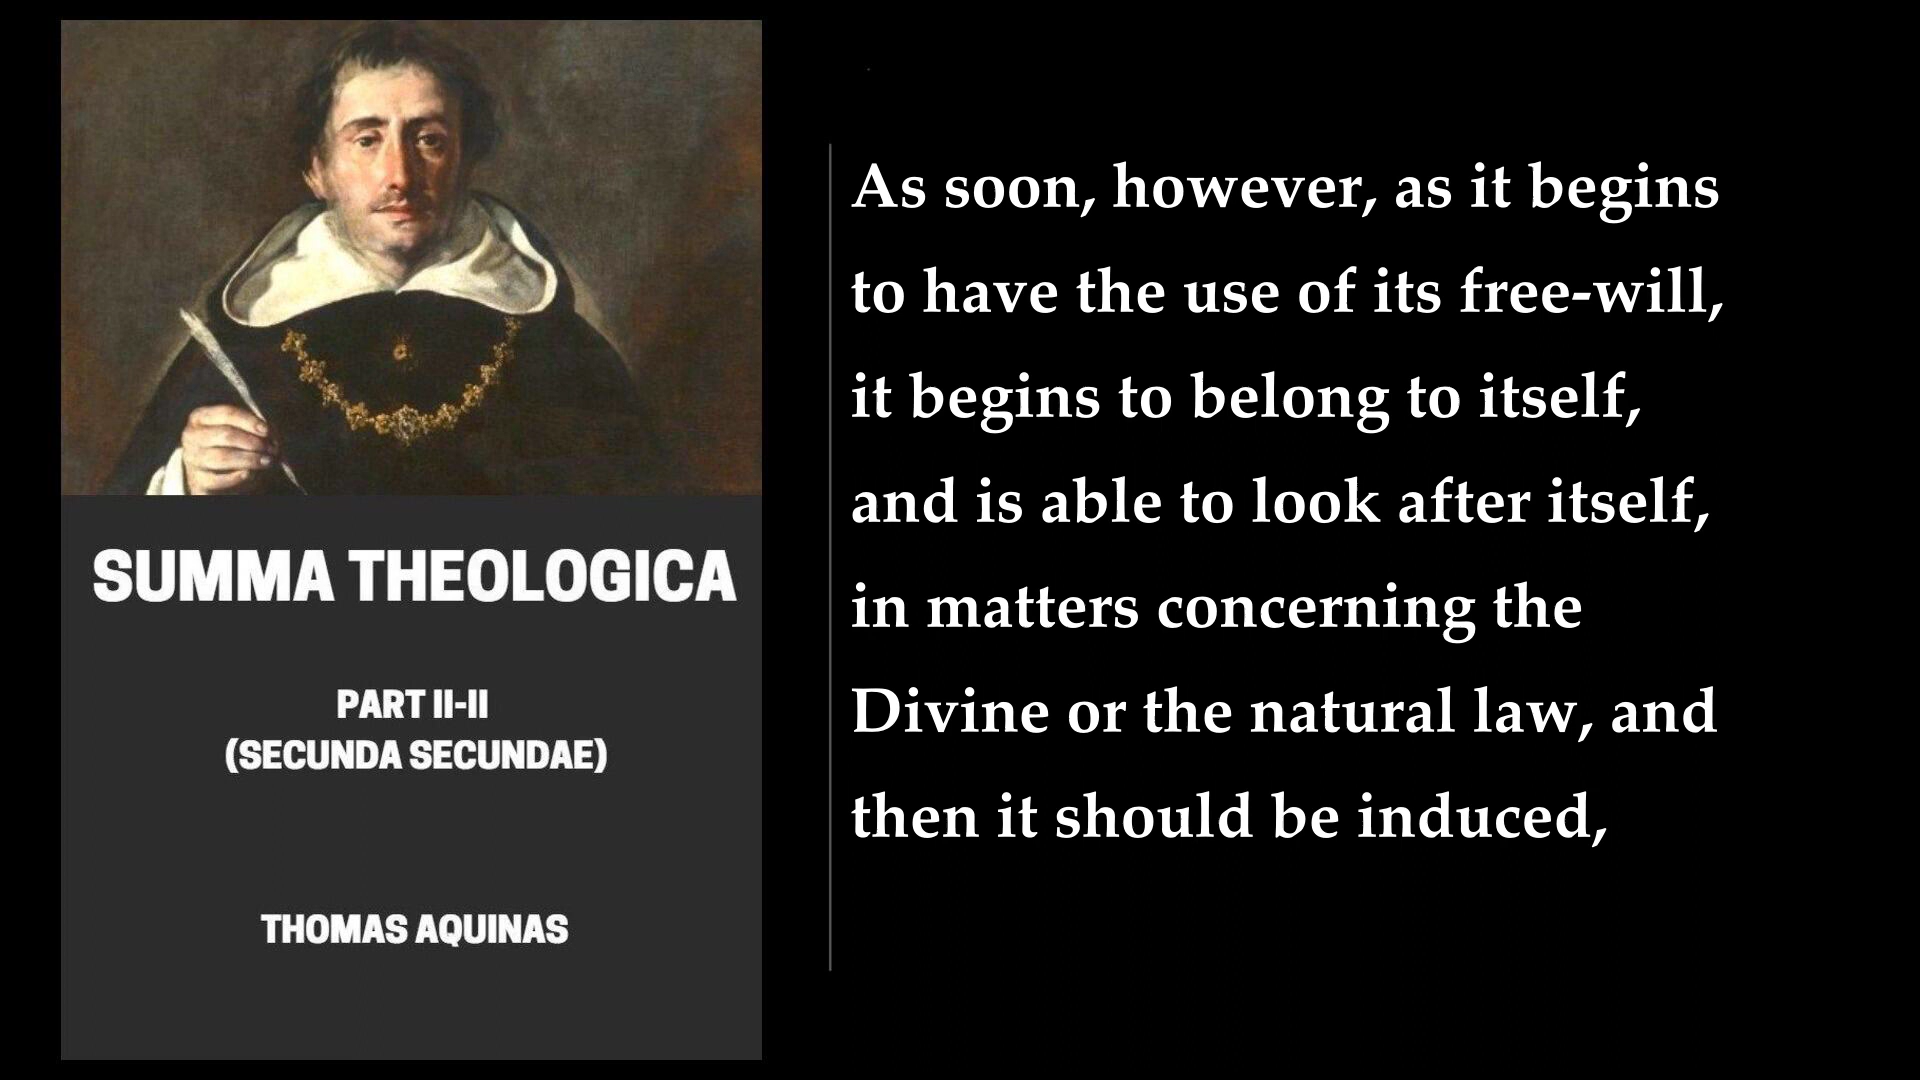 SUMMA THEOLOGICA
PART II-II
(SECUNDA SECUNDAE)
THOMAS AQUINAS
As soon, however, as it begins
to have the use of its free-will,
it begins to belong to itself,
and is able to look after itself,
in matters concerning the
Divine or the natural law, and
then it should be induced,